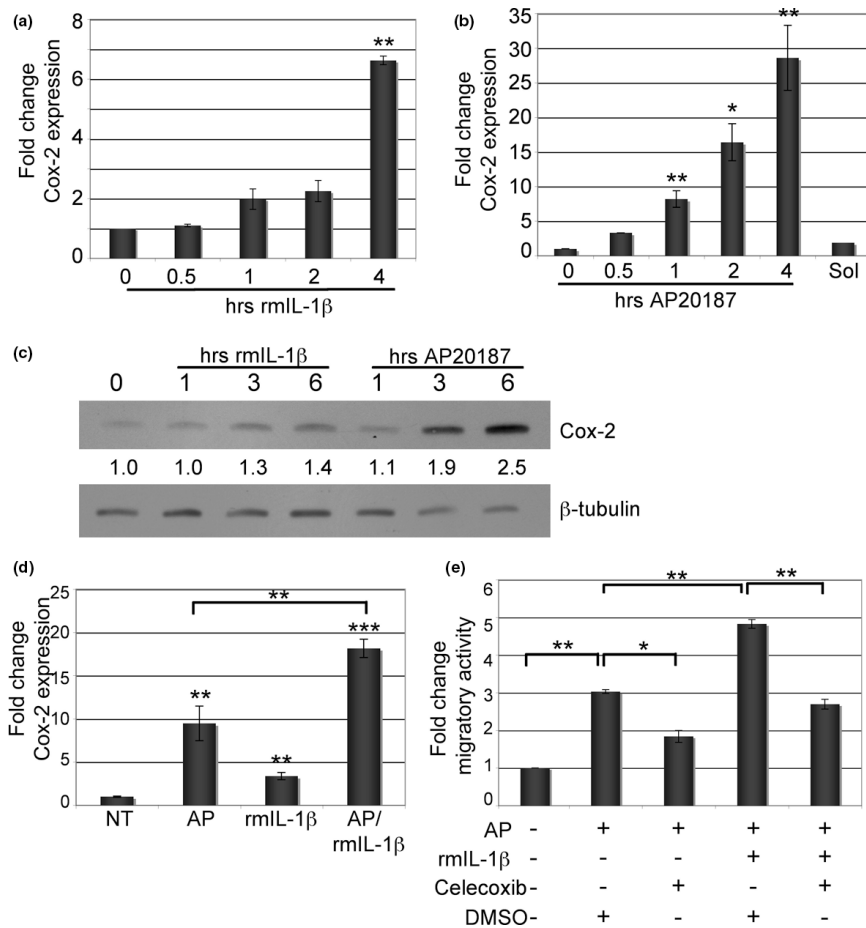 (a)
Fold change
Cox-2 expression
8
7
6
4
2
0
**
0 0.5 1 2 4
hrs rmIL-1β
(b)
Fold change
Cox-2 expression
35
30
25
20
15
10
5
0
** * **
0 0.5 1 2 4 Sol
hrs AP20187
(c)
hrs rmIL-1β hrs AP20187
0 1 3 6 1 3 6
Cox-2
1.0 1.0 1.3 1.4 1.1 1.9 2.5
β-tubulin
(d)
Fold change
Cox-2 expression
25
20
15
10
5
0
**
** ** ***
NT AP rmIL-1β AP/
rmIL-1β
(e)
Fold change
migratory activity
6
5
4
3
2
1
0
** **
** *
AP - + + + +
rmIL-1β - - - + +
Celecoxib - - + - +
DMSO - + - + -